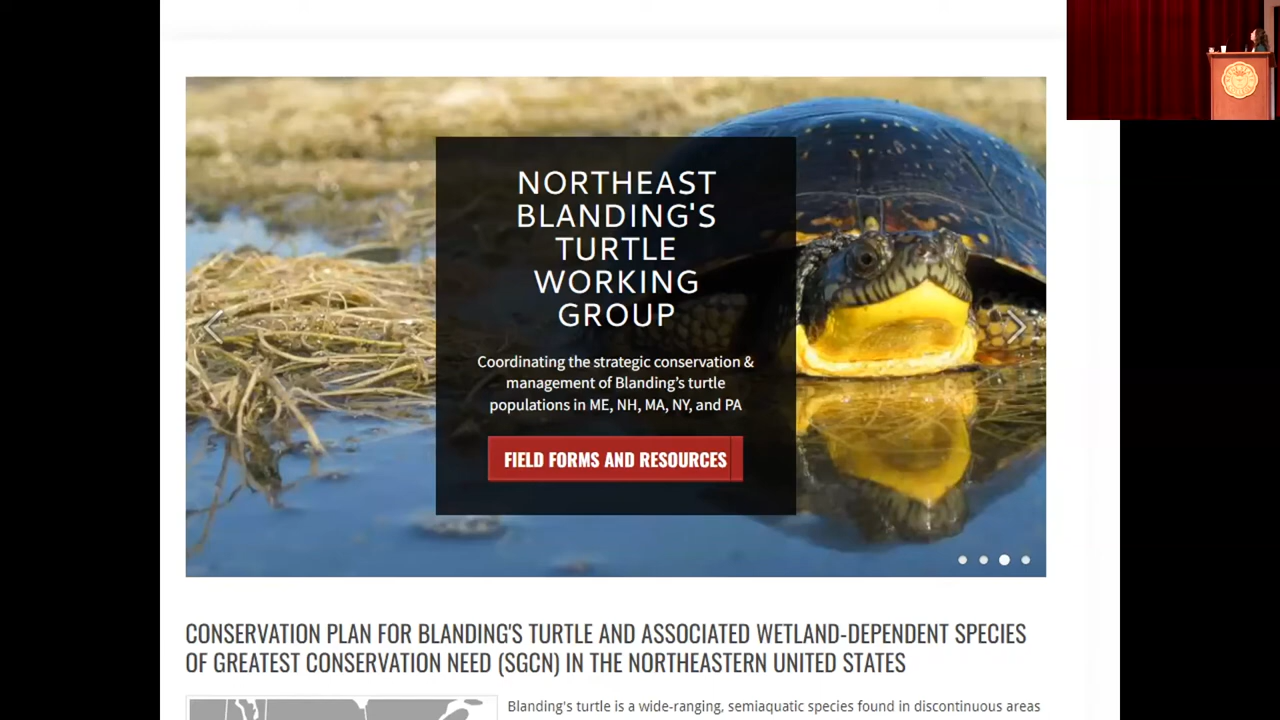 NORTHEAST
BLANDING'S
TURTLE
WORKING
GROUP
Coordinating the strategic conservation &
management of Blanding's turtle
populations in ME, NH, MA, NY, and PA
FIELD FORMS AND RESOURCES
CONSERVATION PLAN FOR BLANDING'S TURTLE AND ASSOCIATED WETLAND-DEPENDENT SPECIES
OF GREATEST CONSERVATION NEED (SGCN) IN THE NORTHEASTERN UNITED STATES
Blanding's turtle is a wide-ranging, semiaquatic species found in discontinuous areas